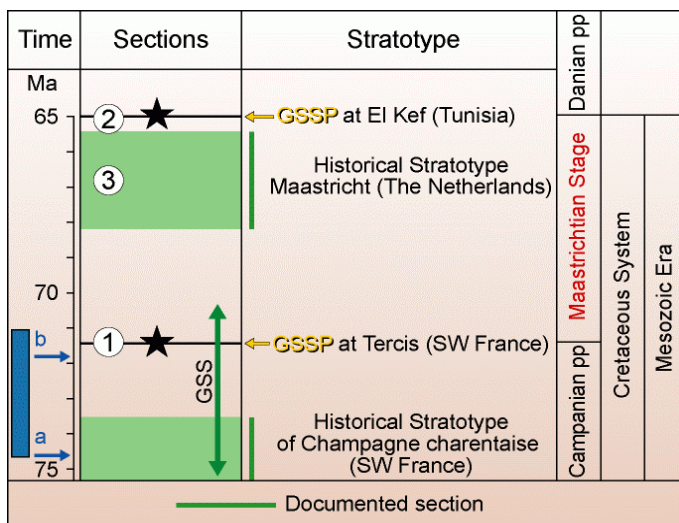 Time
Sections
Stratotype
Danian pp
Ma
65
2
GSSP at El Kef (Tunisia)
3
Historical Stratotype
Maastricht (The Netherlands)
Maastrichtian Stage
Cretaceous System
Mesozoic Era
70
b
1
GSSP at Tercis (SW France)
GSS
Campanian pp
Historical Stratotype
of Champagne charentaise
(SW France)
a
75
Documented section